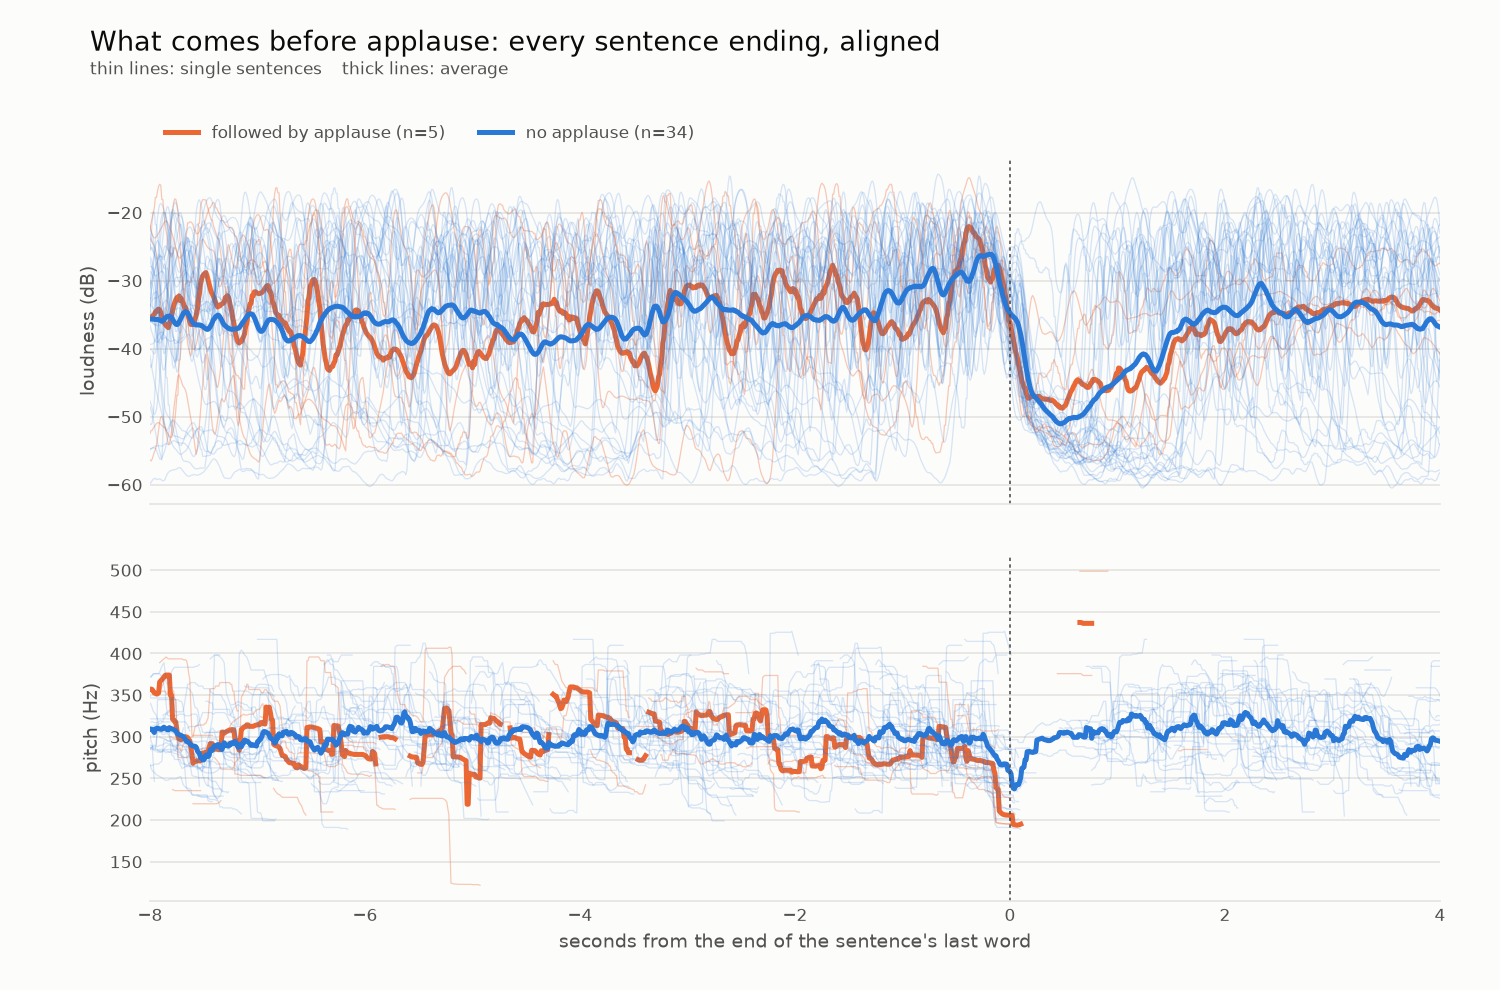 What comes before applause: every sentence ending, aligned
thin lines: single sentences    thick lines: average
followed by applause (n=5)    no applause (n=34)
loudness (dB)
−20
−30
−40
−50
−60
pitch (Hz)
500
450
400
350
300
250
200
150
−8    −6    −4    −2    0    2    4
seconds from the end of the sentence's last word